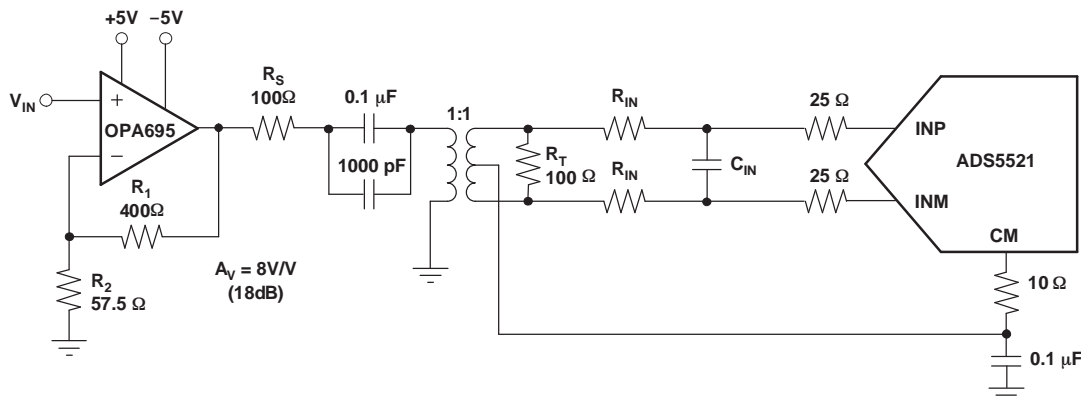 +5V −5V
V_IN
+
OPA695
−
R_S
100Ω
0.1 μF
1000 pF
1:1
R_T
100 Ω
R_IN
R_IN
C_IN
25 Ω
25 Ω
INP
INM
ADS5521
CM
10 Ω
0.1 μF
R_1
400Ω
R_2
57.5 Ω
A_V = 8V/V
(18dB)